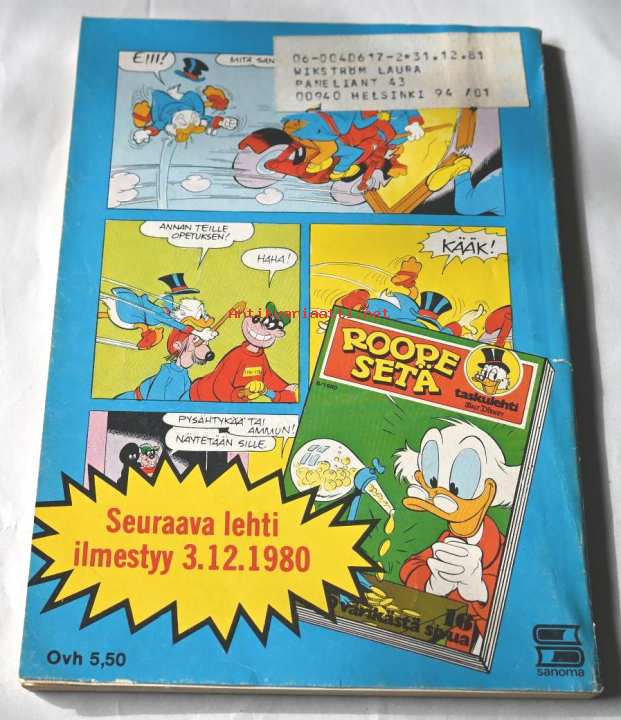 EIII!
MITÄ
06-0040617-2*31.12.81
WIKSTRÖM LAURA
PANELIANT 43
00940 HELSINKI 94 /01
ANNAN TEILLE
OPETUKSEN!
HAHA!
KÄÄK!
Antikvariaatti.net
ROOPE
SETÄ
taskulehti
Walt Disney
PYSÄHTYKÄÄ TAI
AMMUN!
NÄYTETÄÄN SILLE
Seuraava lehti
ilmestyy 3.12.1980
värikästä sivua
Ovh 5,50
sanoma